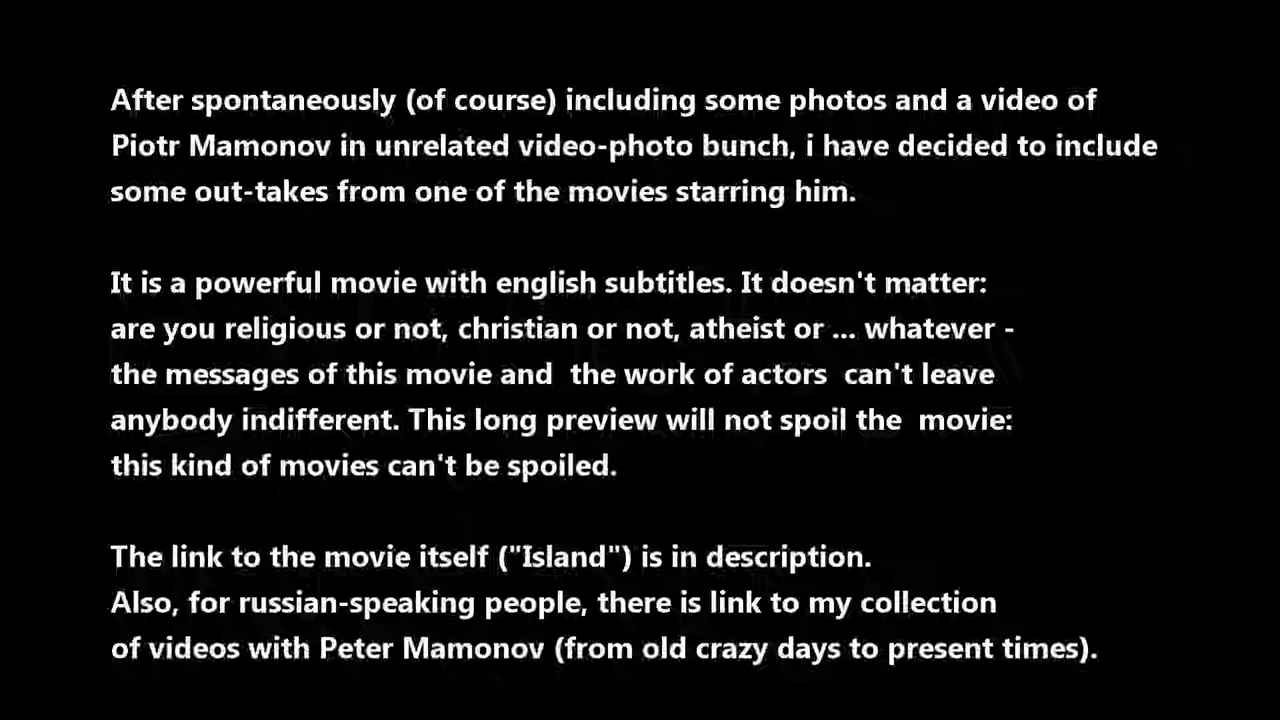 After spontaneously (of course) including some photos and a video of
Piotr Mamonov in unrelated video-photo bunch, i have decided to include
some out-takes from one of the movies starring him.
It is a powerful movie with english subtitles. It doesn't matter:
are you religious or not, christian or not, atheist or ... whatever -
the messages of this movie and  the work of actors  can't leave
anybody indifferent. This long preview will not spoil the  movie:
this kind of movies can't be spoiled.
The link to the movie itself ("Island") is in description.
Also, for russian-speaking people, there is link to my collection
of videos with Peter Mamonov (from old crazy days to present times).